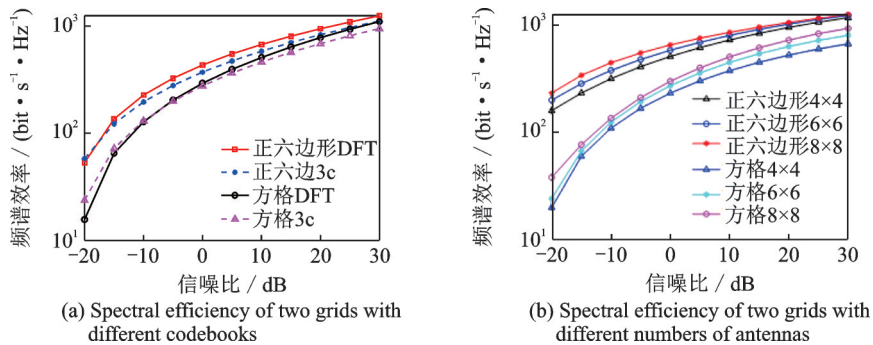 10³
10²
10¹
频谱效率 / (bit·s⁻¹·Hz⁻¹)
正六边形DFT
正六边3c
方格DFT
方格3c
−20 −10 0 10 20 30
信噪比 / dB
(a) Spectral efficiency of two grids with
different codebooks
10³
10²
10¹
频谱效率 / (bit·s⁻¹·Hz⁻¹)
正六边形4×4
正六边形6×6
正六边形8×8
方格4×4
方格6×6
方格8×8
−20 −10 0 10 20 30
信噪比 / dB
(b) Spectral efficiency of two grids with
different numbers of antennas